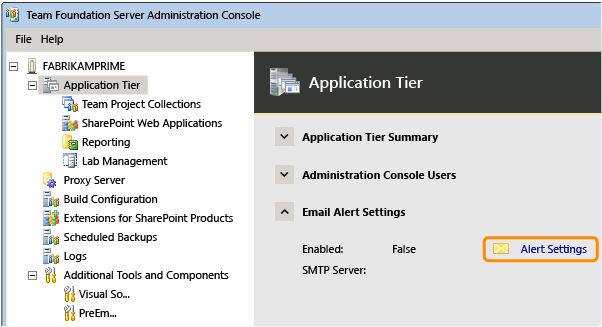 Team Foundation Server Administration Console
File Help
FABRIKAMPRIME
Application Tier
Team Project Collections
SharePoint Web Applications
Reporting
Lab Management
Proxy Server
Build Configuration
Extensions for SharePoint Products
Scheduled Backups
Logs
Additional Tools and Components
Visual So...
PreEm...
Application Tier
Application Tier Summary
Administration Console Users
Email Alert Settings
Enabled: False Alert Settings
SMTP Server: